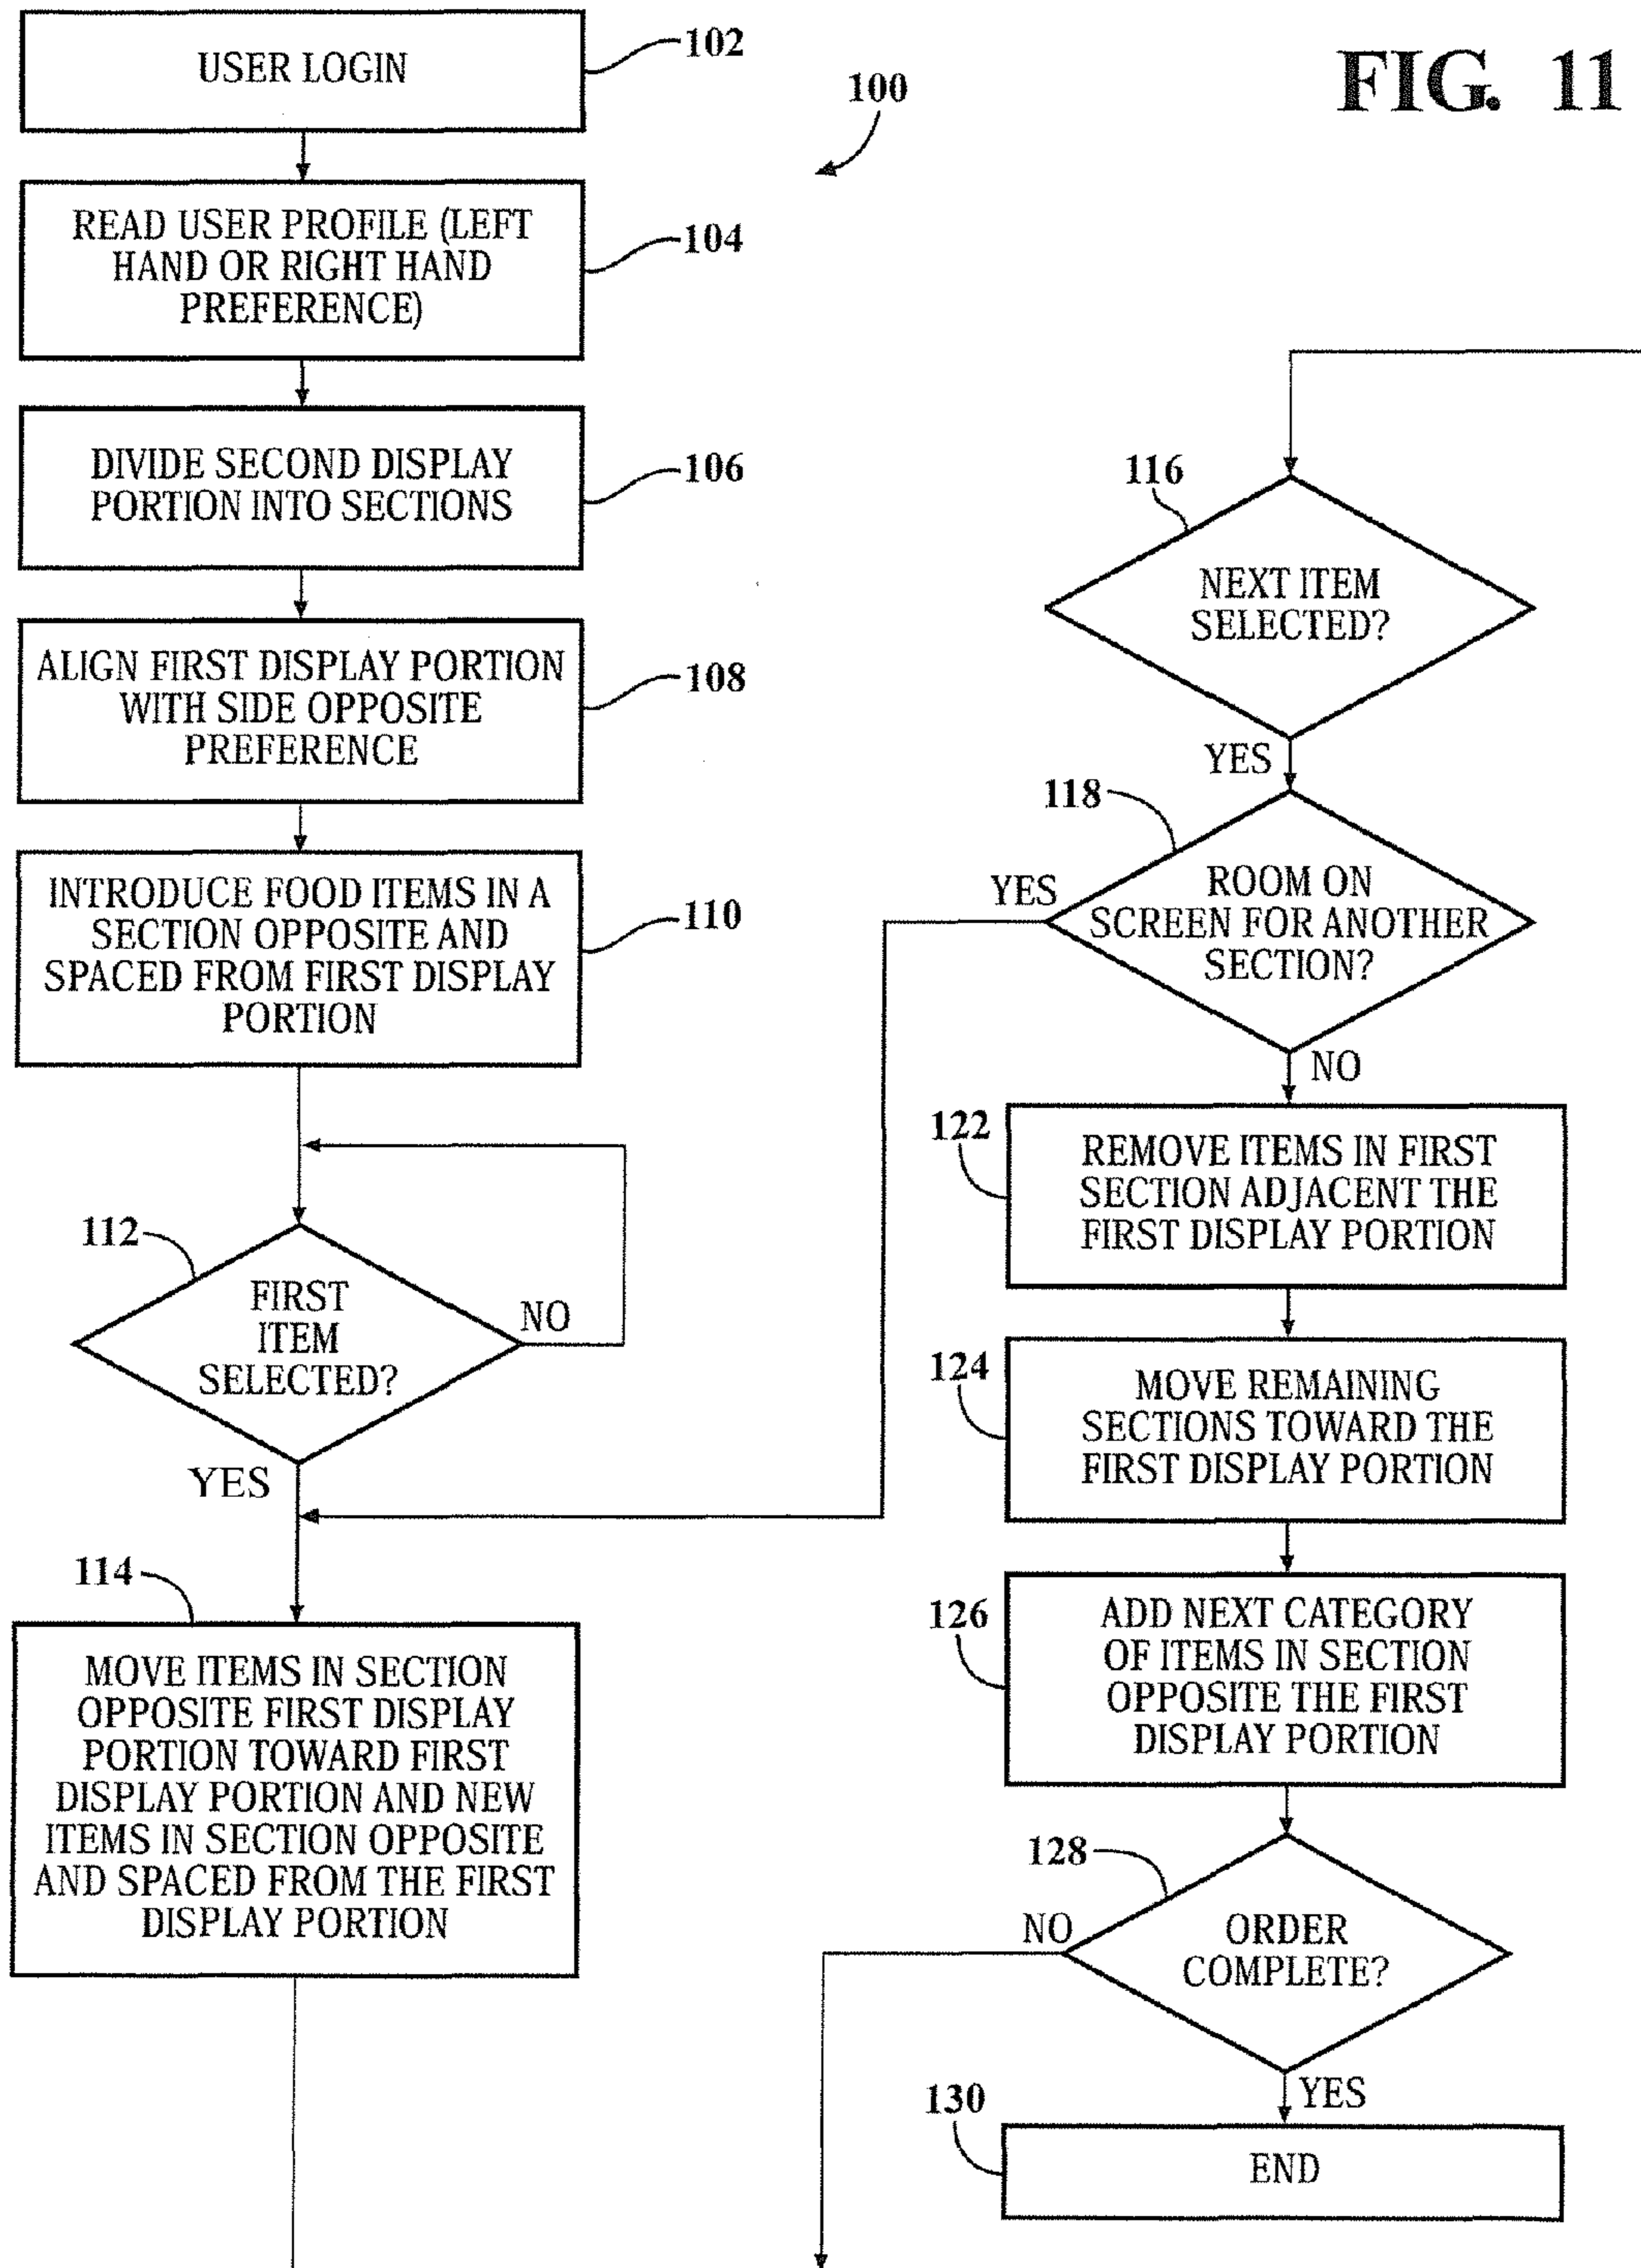 FIG. 11
100
USER LOGIN
102
READ USER PROFILE (LEFT
HAND OR RIGHT HAND
PREFERENCE)
104
DIVIDE SECOND DISPLAY
PORTION INTO SECTIONS
106
ALIGN FIRST DISPLAY PORTION
WITH SIDE OPPOSITE
PREFERENCE
108
INTRODUCE FOOD ITEMS IN A
SECTION OPPOSITE AND
SPACED FROM FIRST DISPLAY
PORTION
110
112
FIRST
ITEM
SELECTED?
NO
YES
114
MOVE ITEMS IN SECTION
OPPOSITE FIRST DISPLAY
PORTION TOWARD FIRST
DISPLAY PORTION AND NEW
ITEMS IN SECTION OPPOSITE
AND SPACED FROM THE FIRST
DISPLAY PORTION
116
NEXT ITEM
SELECTED?
YES
118
YES
ROOM ON
SCREEN FOR ANOTHER
SECTION?
NO
122
REMOVE ITEMS IN FIRST
SECTION ADJACENT THE
FIRST DISPLAY PORTION
124
MOVE REMAINING
SECTIONS TOWARD THE
FIRST DISPLAY PORTION
126
ADD NEXT CATEGORY
OF ITEMS IN SECTION
OPPOSITE THE FIRST
DISPLAY PORTION
128
NO
ORDER
COMPLETE?
YES
130
END